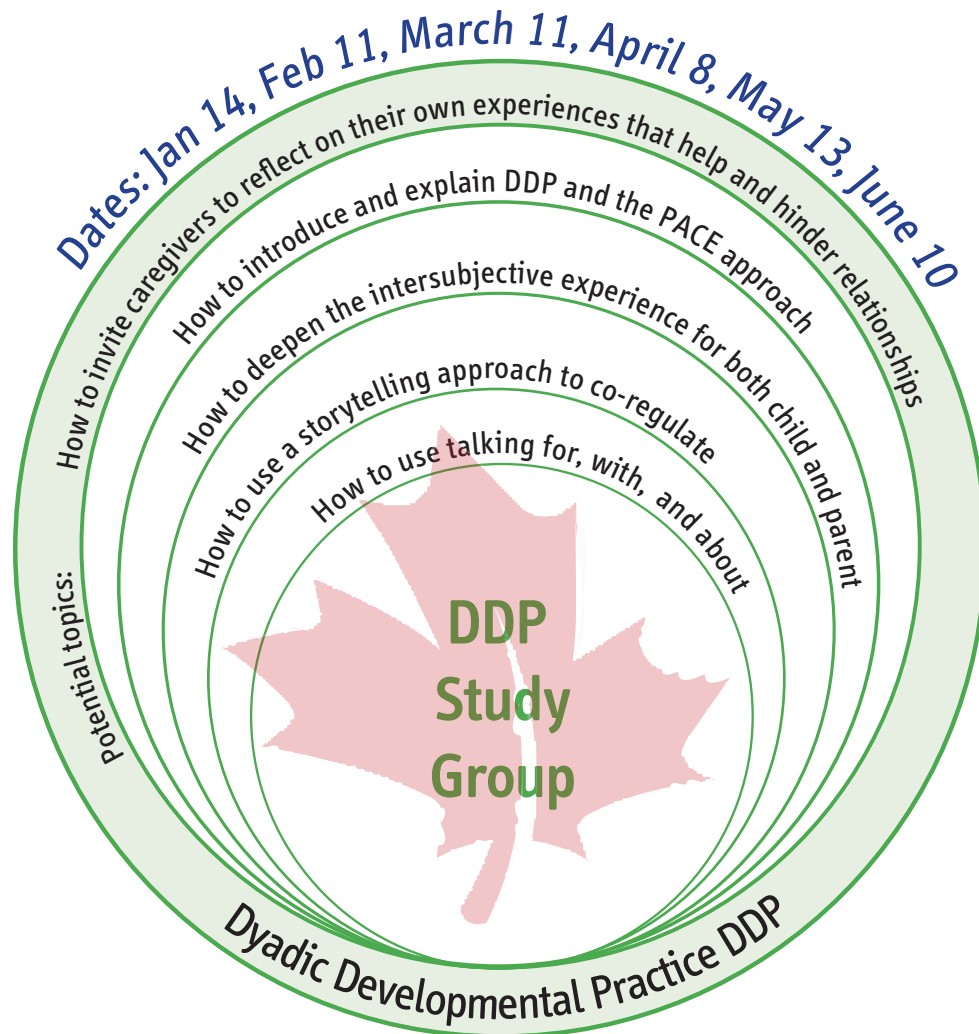 Dates: Jan 14, Feb 11, March 11, April 8, May 13, June 10
Potential topics:
How to invite caregivers to reflect on their own experiences that help and hinder relationships
How to introduce and explain DDP and the PACE approach
How to deepen the intersubjective experience for both child and parent
How to use a storytelling approach to co-regulate
How to use talking for, with, and about
DDP
Study
Group
Dyadic Developmental Practice DDP